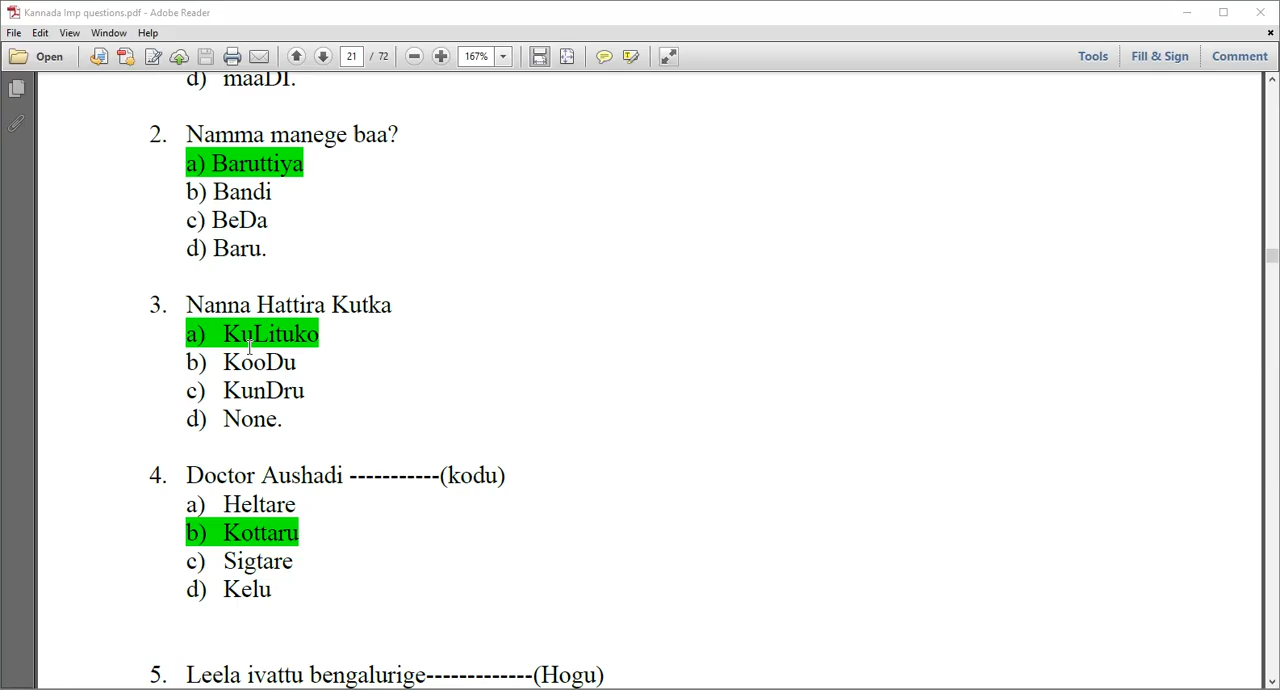 Kannada Imp questions.pdf - Adobe Reader
File Edit View Window Help
Open 21 / 72 167% Tools Fill & Sign Comment
d) maaDI.
2. Namma manege baa?
a) Baruttiya
b) Bandi
c) BeDa
d) Baru.
3. Nanna Hattira Kutka
a) KuLituko
b) KooDu
c) KunDru
d) None.
4. Doctor Aushadi -----------(kodu)
a) Heltare
b) Kottaru
c) Sigtare
d) Kelu
5. Leela ivattu bengalurige-------------(Hogu)